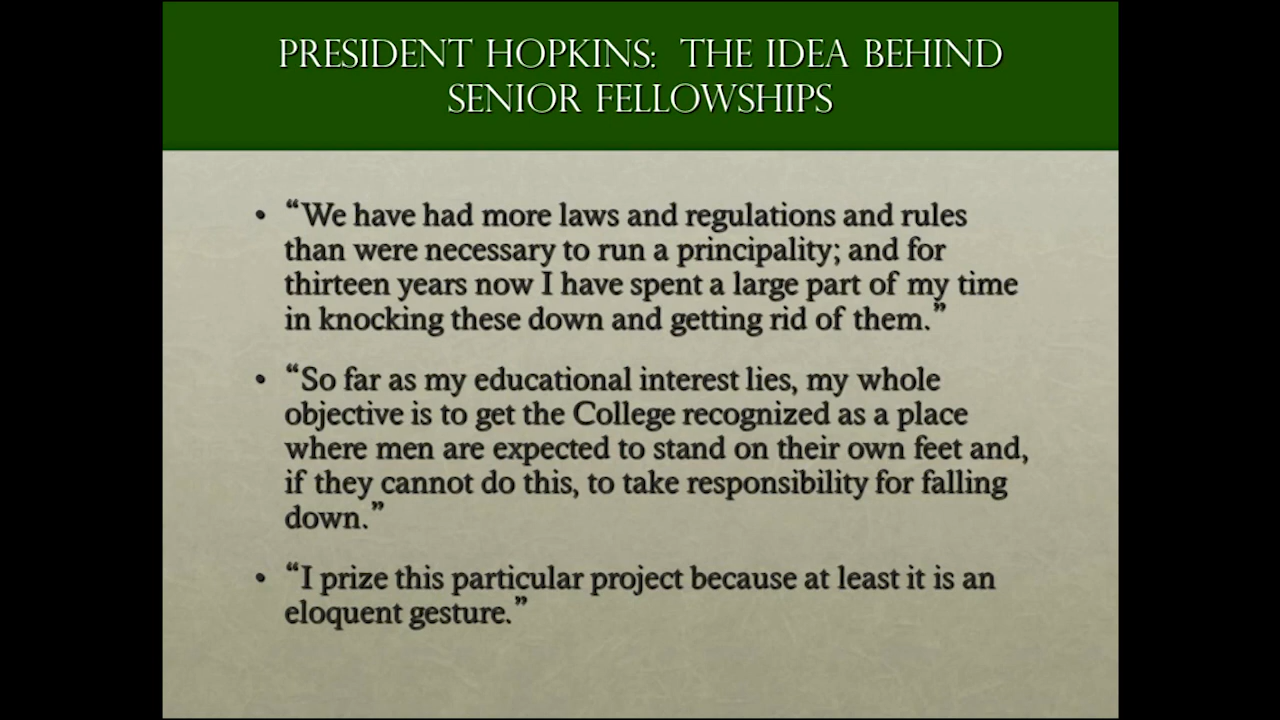 PRESIDENT HOPKINS: THE IDEA BEHIND
SENIOR FELLOWSHIPS
• “We have had more laws and regulations and rules
than were necessary to run a principality; and for
thirteen years now I have spent a large part of my time
in knocking these down and getting rid of them.”
• “So far as my educational interest lies, my whole
objective is to get the College recognized as a place
where men are expected to stand on their own feet and,
if they cannot do this, to take responsibility for falling
down.”
• “I prize this particular project because at least it is an
eloquent gesture.”